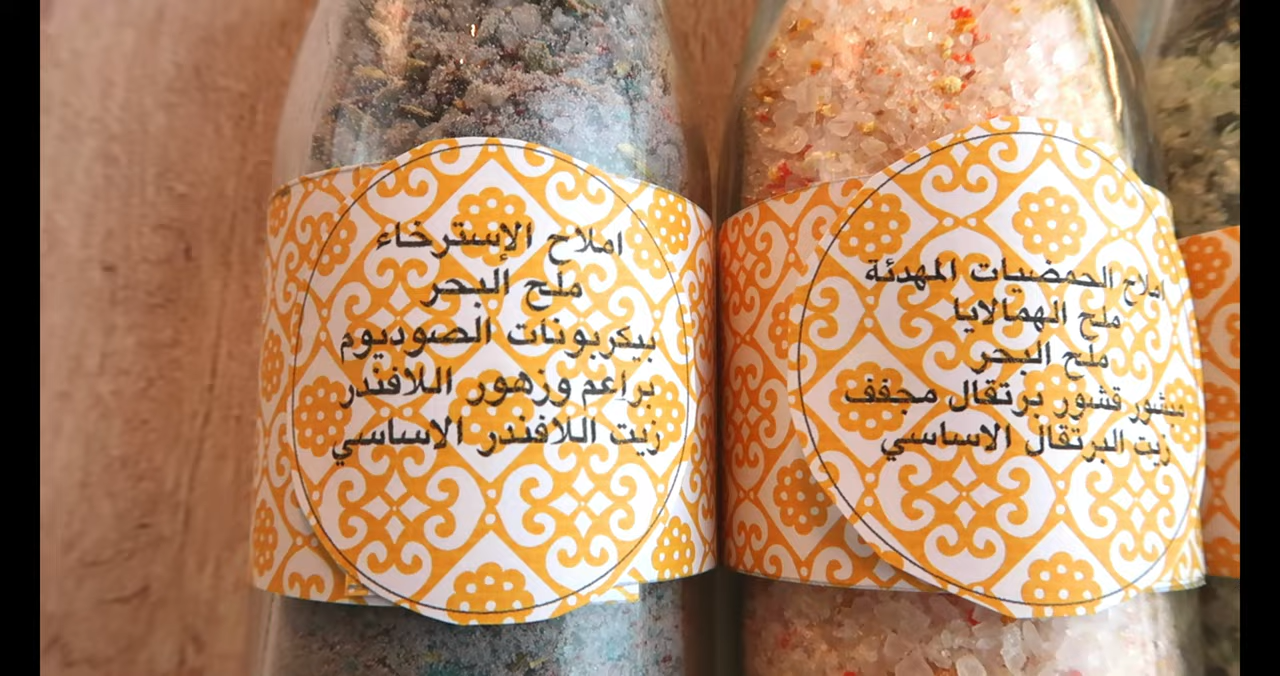 املاح الإسترخاء
ملح البحر
بيكربونات الصوديوم
براعم وزهور اللافندر
زيت اللافندر الاساسي
املاح الحمضيات المهدئة
ملح الهمالايا
ملح البحر
قشور برتقال مجفف
زيت البرتقال الاساسي